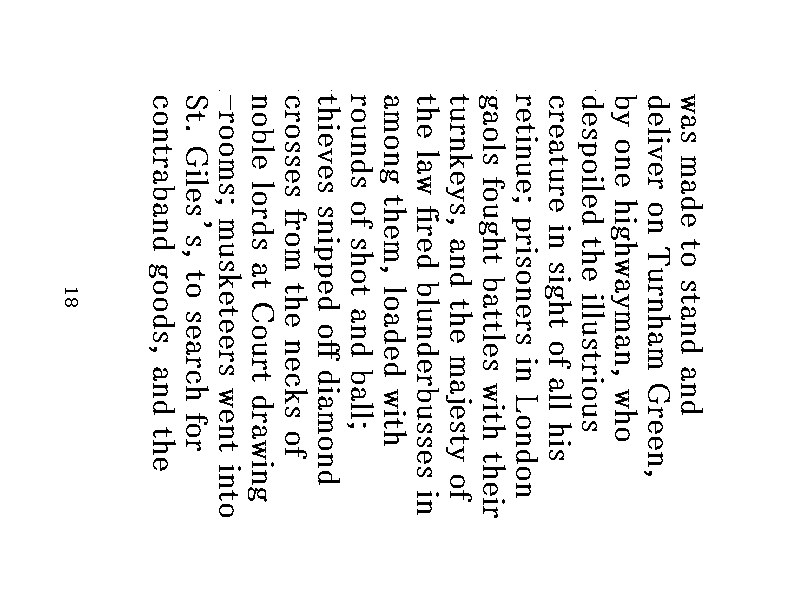 was made to stand and
deliver on Turnham Green,
by one highwayman, who
despoiled the illustrious
creature in sight of all his
retinue; prisoners in London
gaols fought battles with their
turnkeys, and the majesty of
the law fired blunderbusses in
among them, loaded with
rounds of shot and ball;
thieves snipped off diamond
crosses from the necks of
noble lords at Court drawing
-rooms; musketeers went into
St. Giles’s, to search for
contraband goods, and the
18